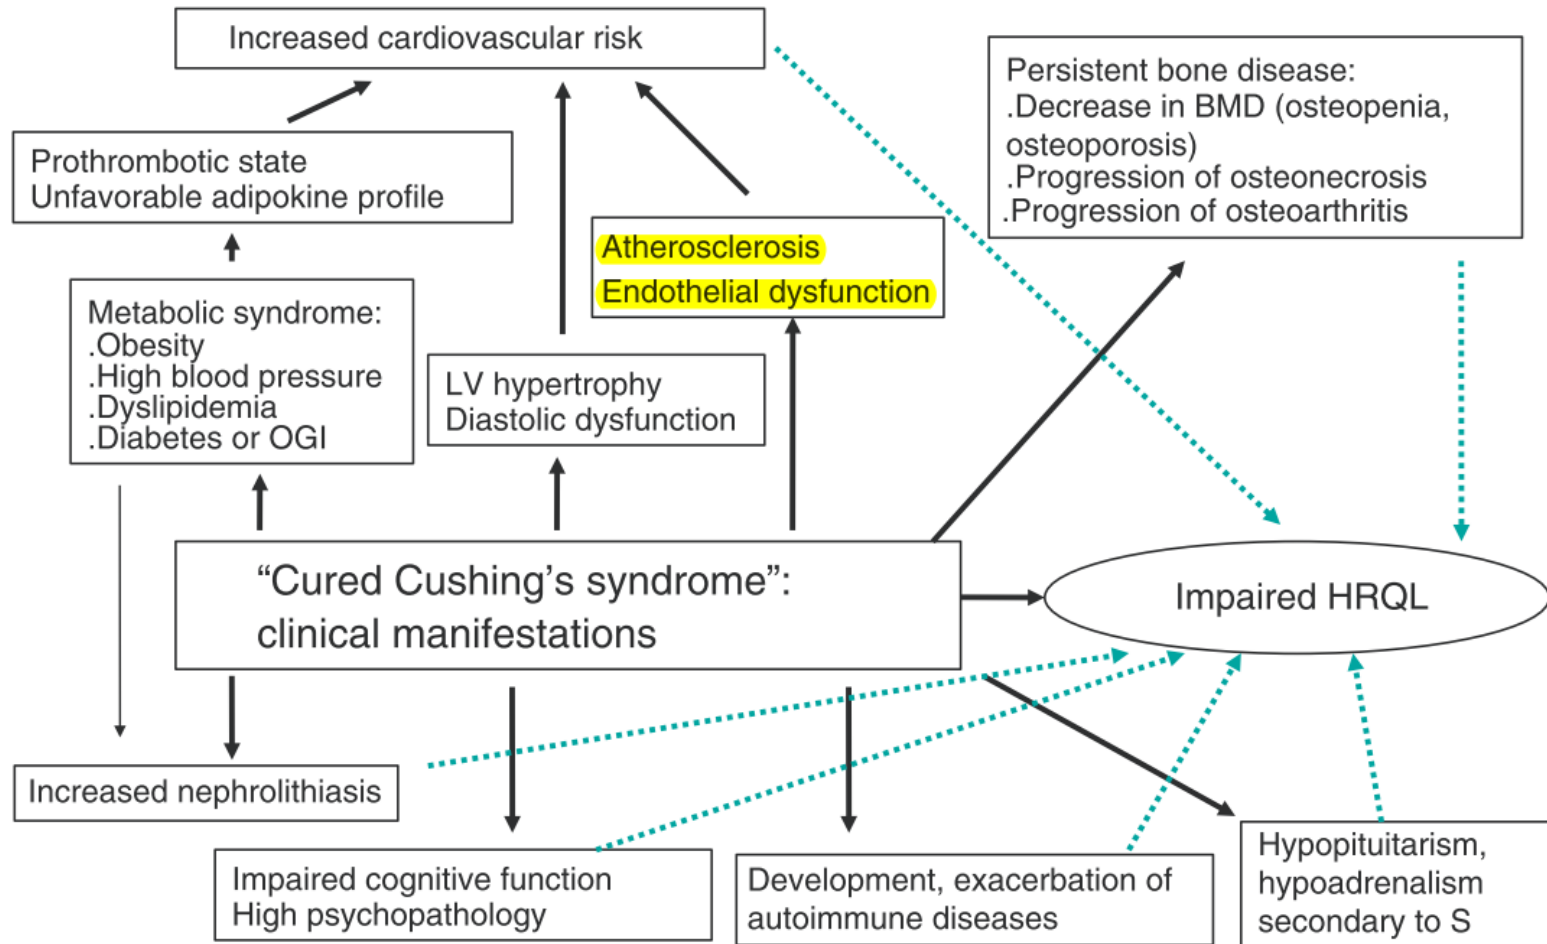 Increased cardiovascular risk
Persistent bone disease:
.Decrease in BMD (osteopenia,
osteoporosis)
.Progression of osteonecrosis
.Progression of osteoarthritis
Prothrombotic state
Unfavorable adipokine profile
Atherosclerosis
Endothelial dysfunction
Metabolic syndrome:
.Obesity
.High blood pressure
.Dyslipidemia
.Diabetes or OGI
LV hypertrophy
Diastolic dysfunction
“Cured Cushing’s syndrome”:
clinical manifestations
Impaired HRQL
Increased nephrolithiasis
Impaired cognitive function
High psychopathology
Development, exacerbation of
autoimmune diseases
Hypopituitarism,
hypoadrenalism
secondary to S